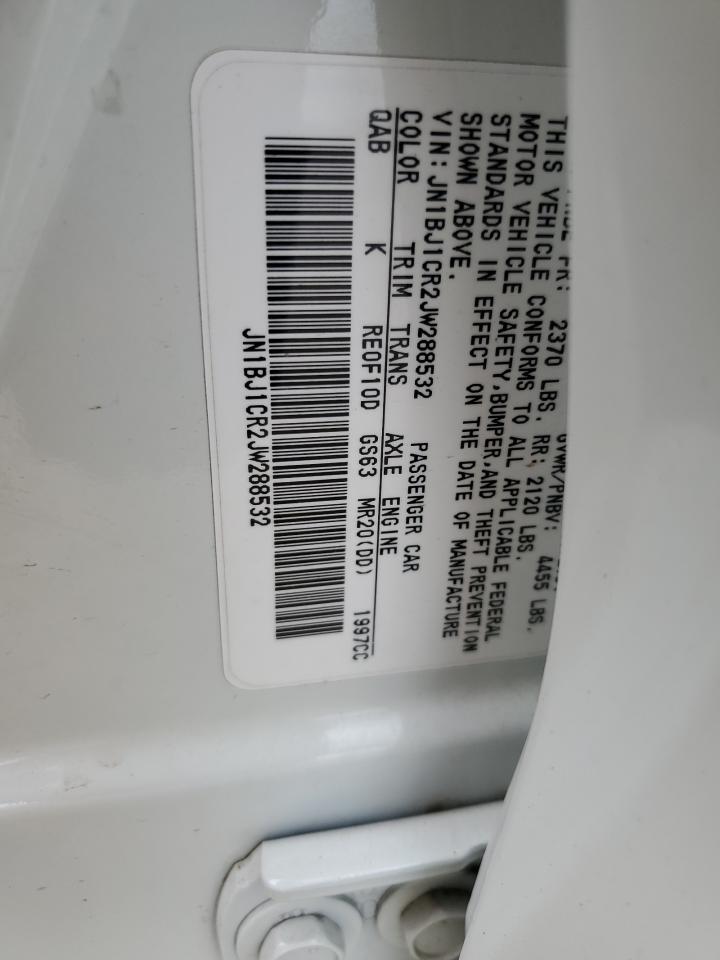 GVWR/PNBV: 4455 LBS.
FR: 2370 LBS. RR: 2120 LBS.
THIS VEHICLE CONFORMS TO ALL APPLICABLE FEDERAL
MOTOR VEHICLE SAFETY,BUMPER,AND THEFT PREVENTION
STANDARDS IN EFFECT ON THE DATE OF MANUFACTURE
SHOWN ABOVE.
VIN:JN1BJ1CR2JW288532 PASSENGER CAR
COLOR TRIM TRANS AXLE ENGINE
QAB K RE0F10D GS63 MR20(DD) 1997CC
JN1BJ1CR2JW288532